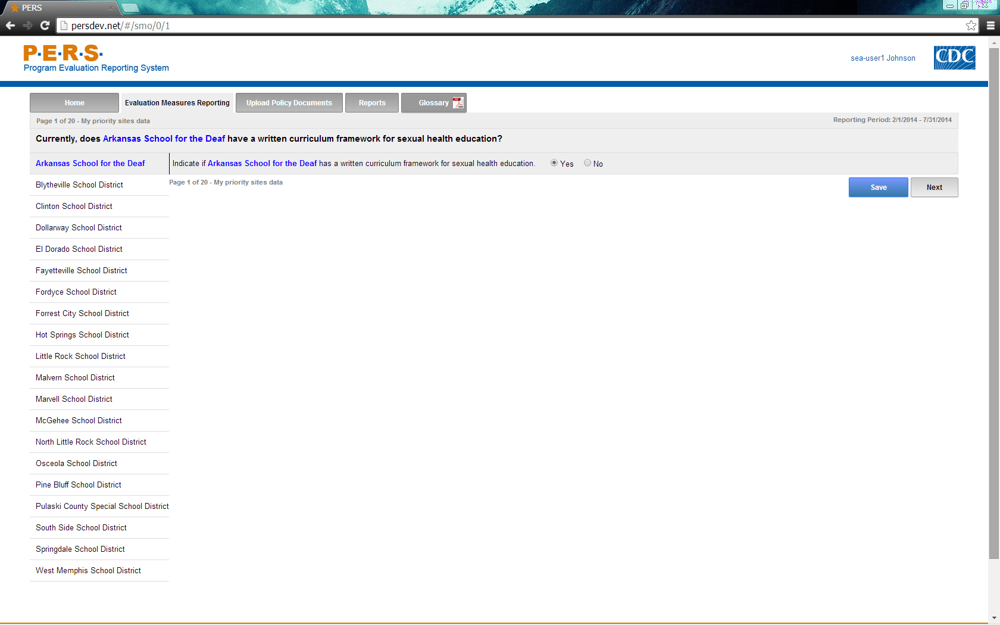 PERS
persdev.net/#/smo/0/1
P·E·R·S·
Program Evaluation Reporting System
sea-user1 Johnson
CDC
Home
Evaluation Measures Reporting
Upload Policy Documents
Reports
Glossary
Page 1 of 20 - My priority sites data
Reporting Period: 2/1/2014 - 7/31/2014
Currently, does Arkansas School for the Deaf have a written curriculum framework for sexual health education?
Arkansas School for the Deaf
Indicate if Arkansas School for the Deaf has a written curriculum framework for sexual health education.
Yes
No
Page 1 of 20 - My priority sites data
Save
Next
Blytheville School District
Clinton School District
Dollarway School District
El Dorado School District
Fayetteville School District
Fordyce School District
Forrest City School District
Hot Springs School District
Little Rock School District
Malvern School District
Marvell School District
McGehee School District
North Little Rock School District
Osceola School District
Pine Bluff School District
Pulaski County Special School District
South Side School District
Springdale School District
West Memphis School District